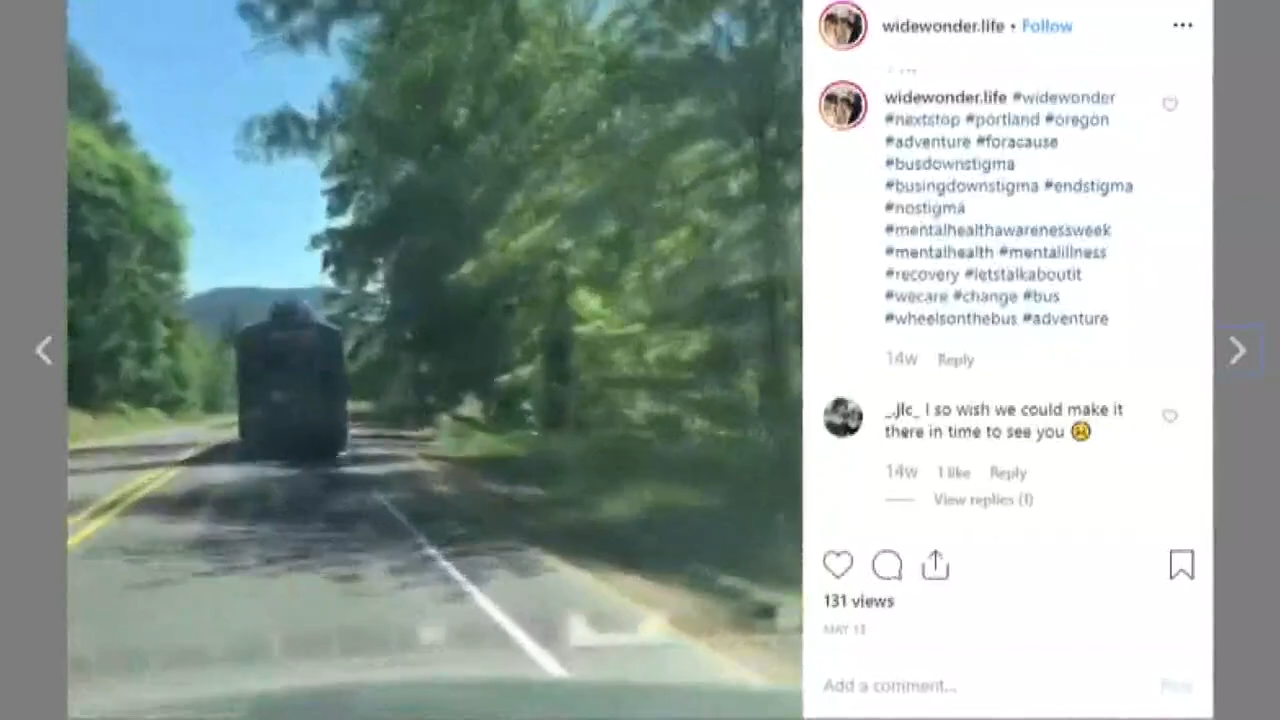 widewonder.life • Follow
widewonder.life #widewonder
#nextstop #portland #oregon
#adventure #foracause
#busdownstigma
#busingdownstigma #endstigma
#nostigma
#mentalhealthawarenessweek
#mentalhealth #mentalillness
#recovery #letstalkaboutit
#wecare #change #bus
#wheelsonthebus #adventure
14w Reply
_.jlc_ I so wish we could make it
there in time to see you 😢
14w 1 like Reply
View replies (1)
131 views
MAY 13
Add a comment... Post